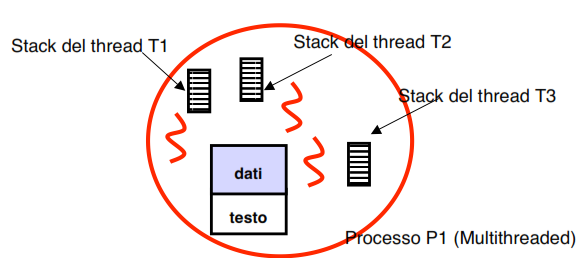 Stack del thread T1
Stack del thread T2
Stack del thread T3
dati
testo
Processo P1 (Multithreaded)